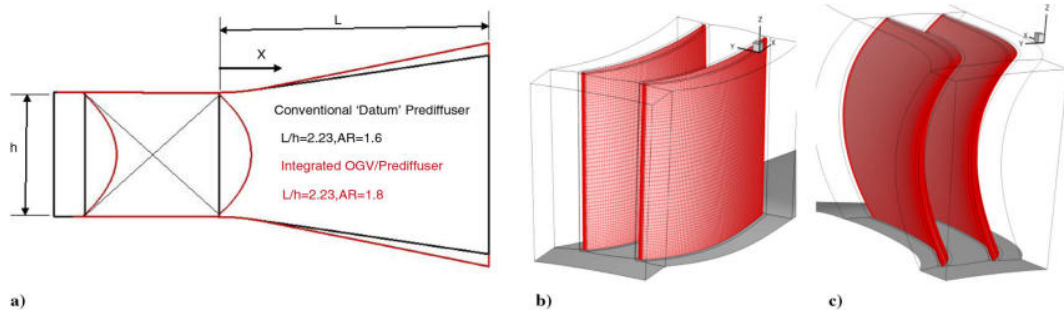 L
X
h
Conventional 'Datum' Prediffuser
L/h=2.23,AR=1.6
Integrated OGV/Prediffuser
L/h=2.23,AR=1.8
Z
Y
X
Z
X
Y
a)
b)
c)